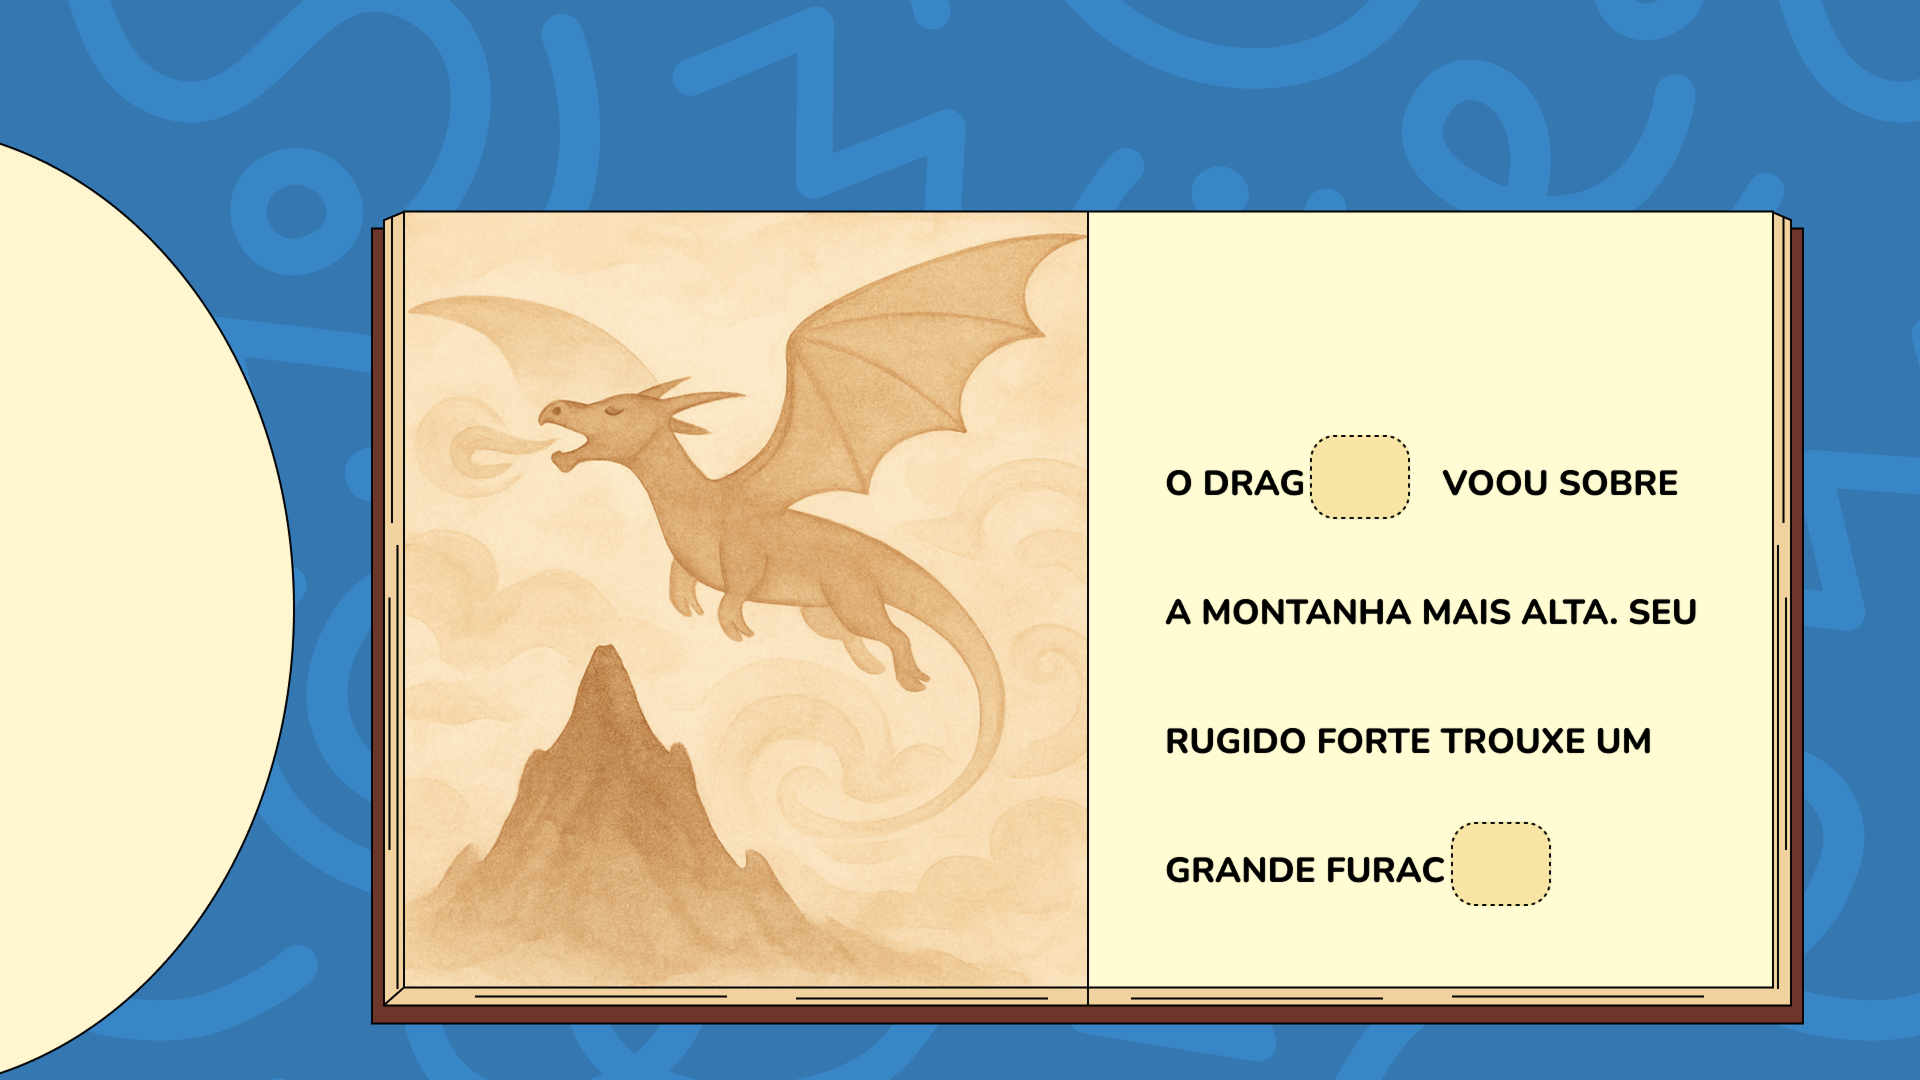 O DRAG VOOU SOBRE
A MONTANHA MAIS ALTA. SEU
RUGIDO FORTE TROUXE UM
GRANDE FURAC